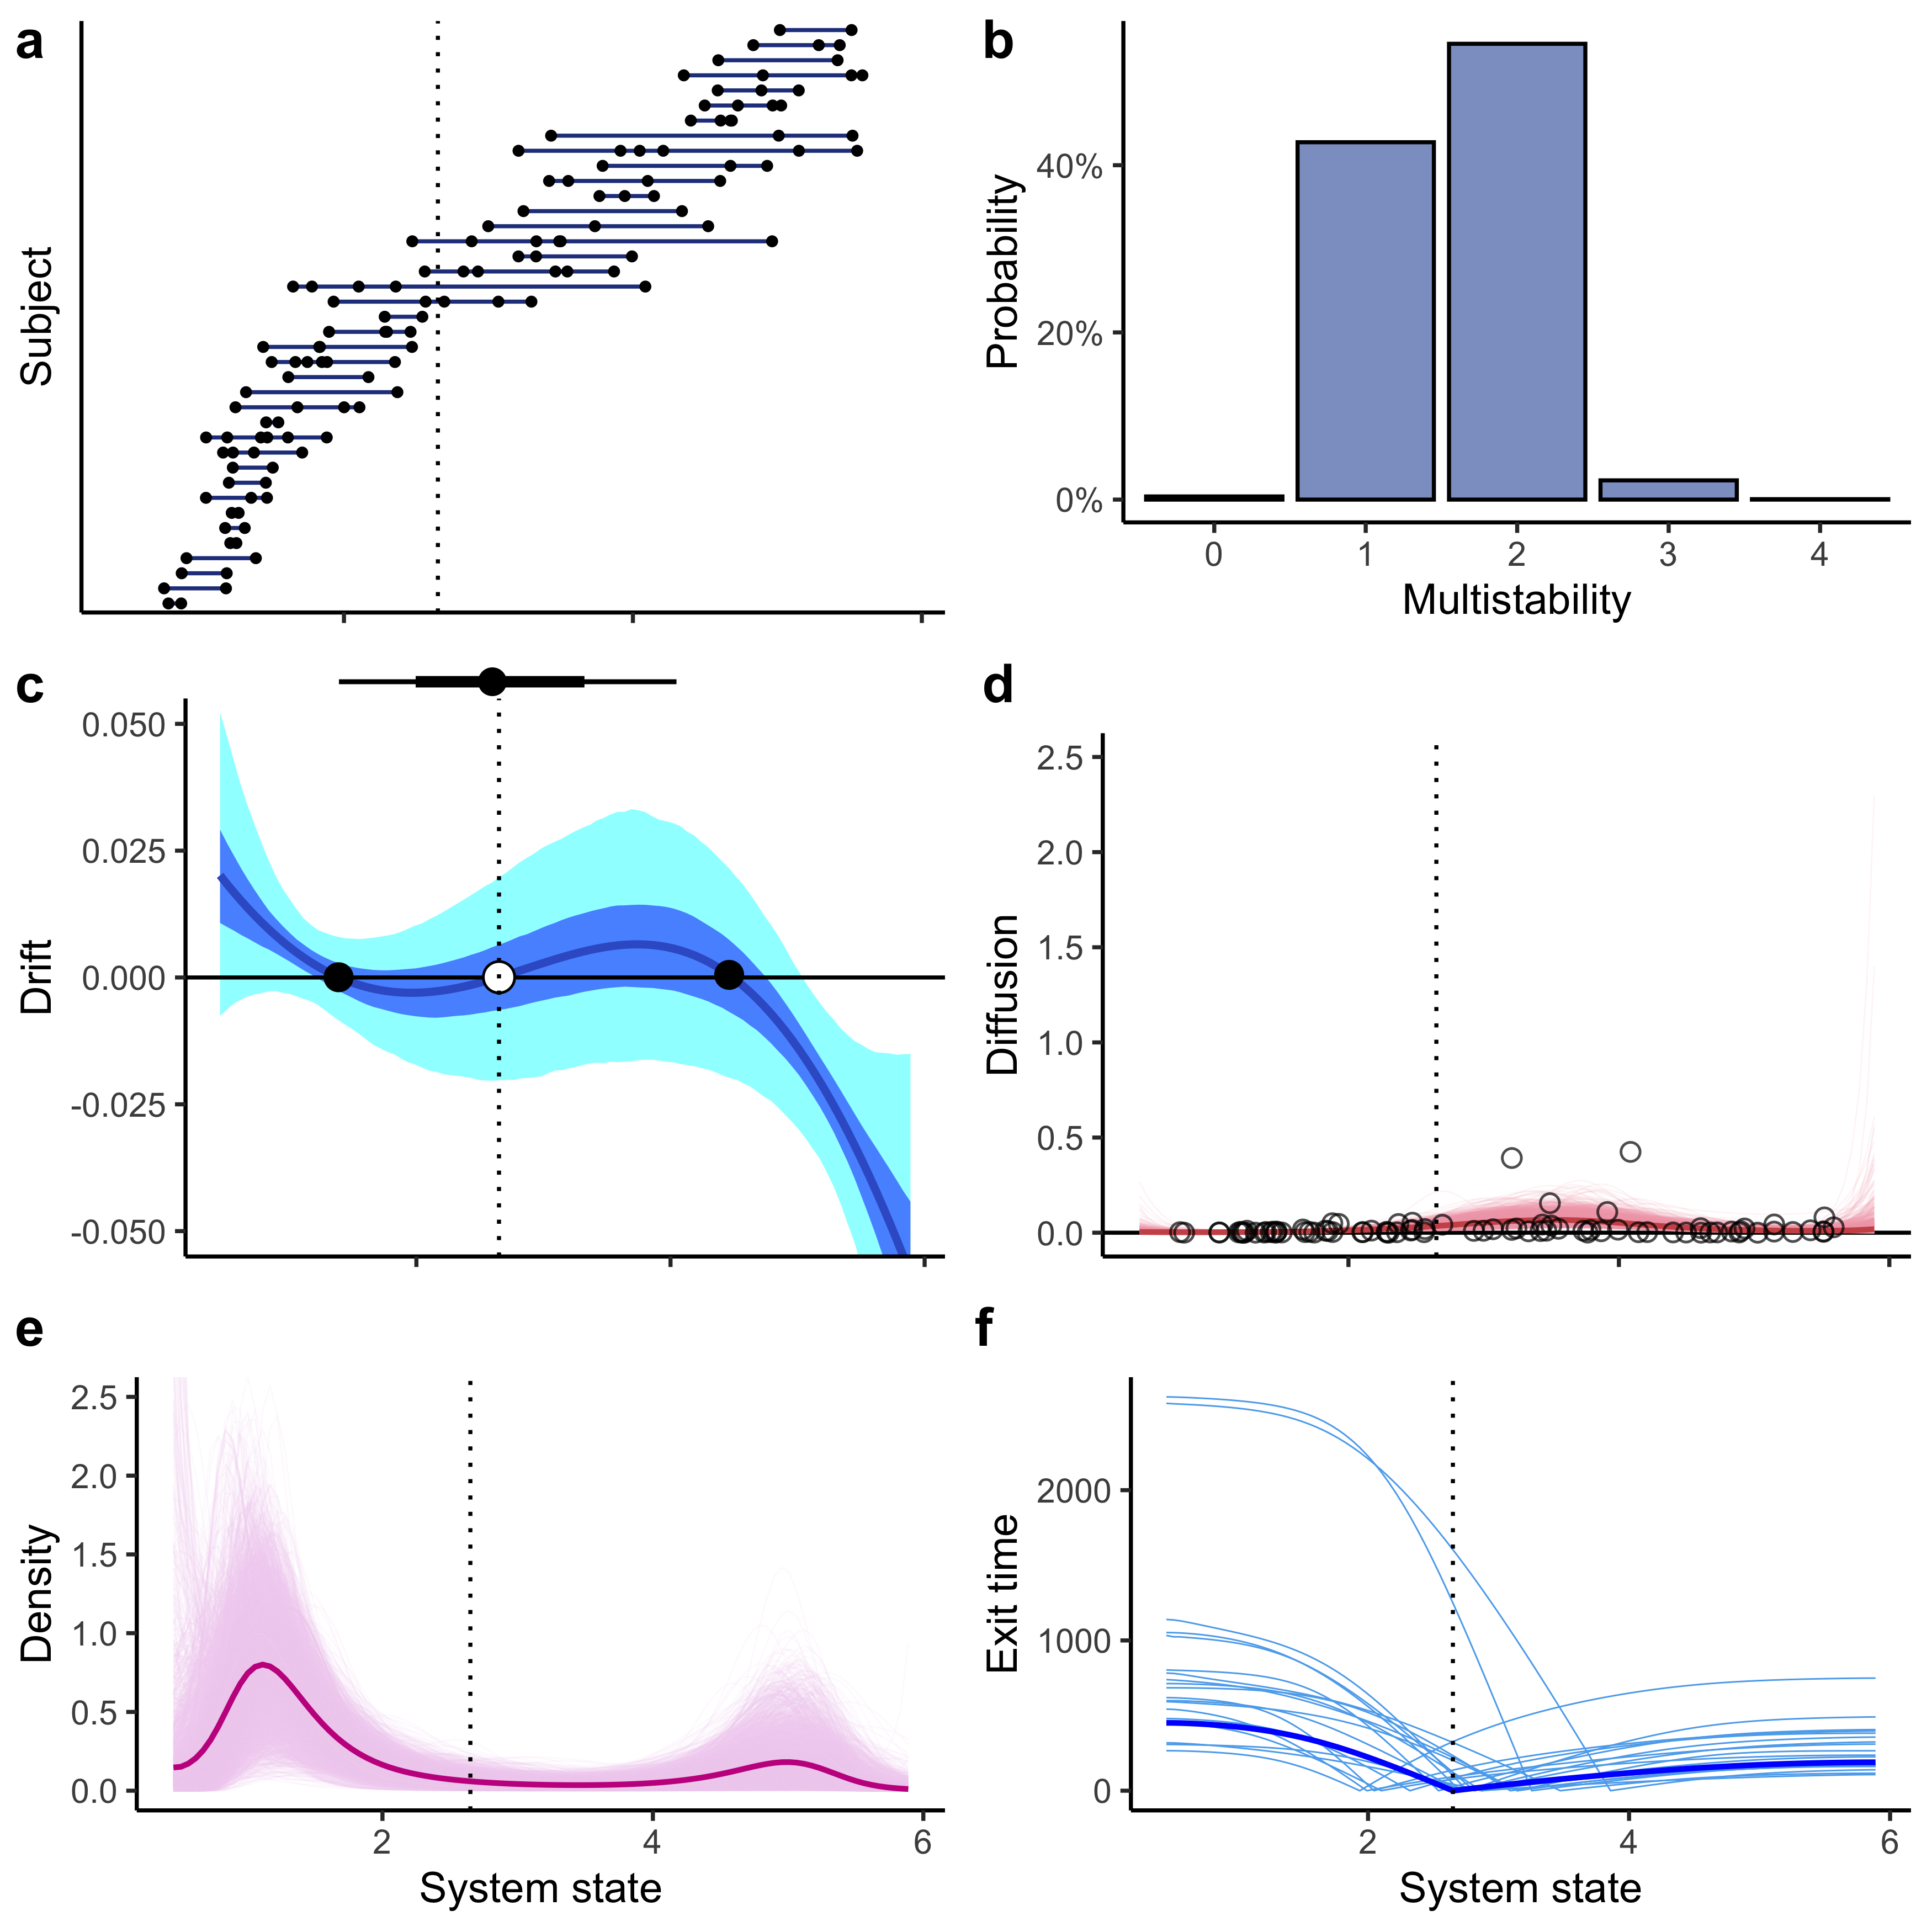 a
Subject
b
Probability
40%
20%
0%
0 1 2 3 4
Multistability
c
Drift
0.050
0.025
0.000
-0.025
-0.050
d
Diffusion
2.5
2.0
1.5
1.0
0.5
0.0
e
Density
2.5
2.0
1.5
1.0
0.5
0.0
2 4 6
System state
f
Exit time
2000
1000
0
2 4 6
System state